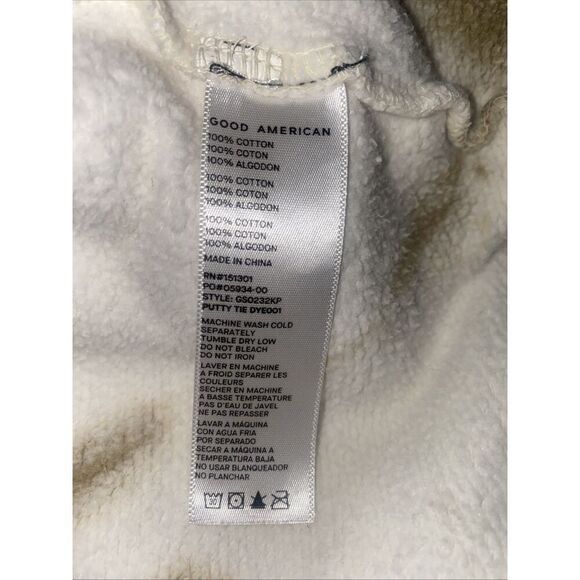 GOOD AMERICAN
100% COTTON
100% COTON
100% ALGODON
100% COTTON
100% COTON
100% ALGODON
100% COTTON
100% COTON
100% ALGODON
MADE IN CHINA
RN#151301
PO#05934-00
STYLE: GS0232KP
PUTTY TIE DYE001
MACHINE WASH COLD
SEPARATELY
TUMBLE DRY LOW
DO NOT BLEACH
DO NOT IRON
LAVER EN MACHINE
A FROID SEPARER LES
COULEURS
SECHER EN MACHINE
A BASSE TEMPERATURE
PAS D'EAU DE JAVEL
NE PAS REPASSER
LAVAR A MÁQUINA
CON AGUA FRIA
POR SEPARADO
SECAR A MÁQUINA A
TEMPERATURA BAJA
NO USAR BLANQUEADOR
NO PLANCHAR